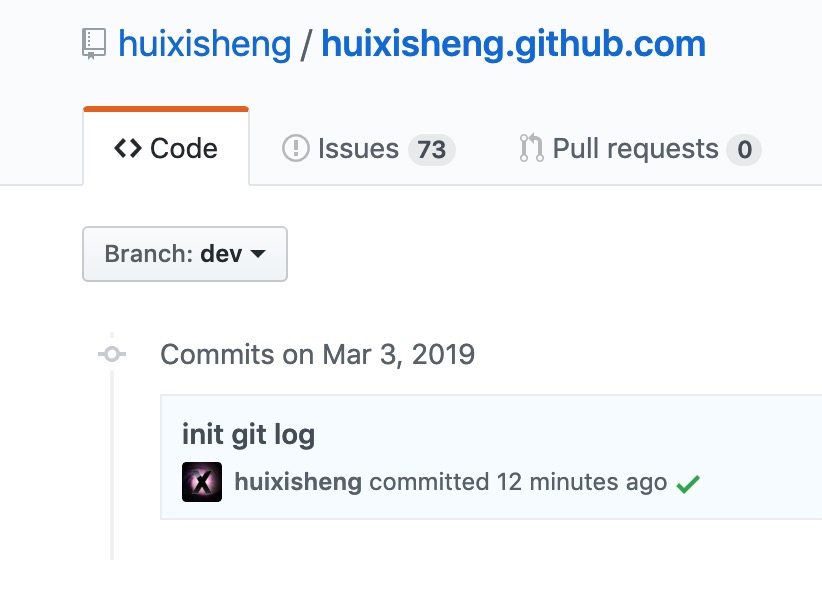 huixisheng / huixisheng.github.com
Code Issues 73 Pull requests 0
Branch: dev
Commits on Mar 3, 2019
init git log
huixisheng committed 12 minutes ago